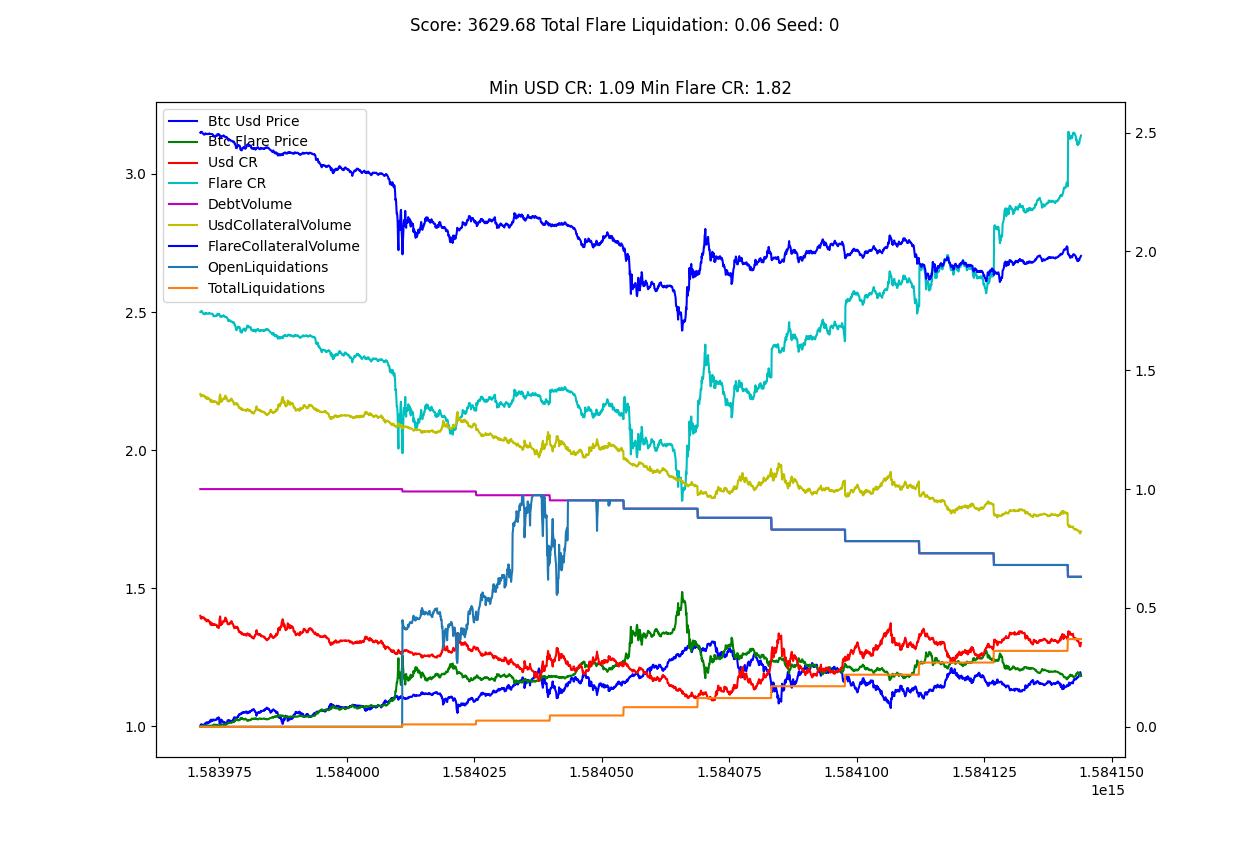 Score: 3629.68 Total Flare Liquidation: 0.06 Seed: 0
Min USD CR: 1.09 Min Flare CR: 1.82
Btc Usd Price
Btc Flare Price
Usd CR
Flare CR
DebtVolume
UsdCollateralVolume
FlareCollateralVolume
OpenLiquidations
TotalLiquidations
3.0
2.5
2.0
1.5
1.0
2.5
2.0
1.5
1.0
0.5
0.0
1.583975 1.584000 1.584025 1.584050 1.584075 1.584100 1.584125 1.584150
1e15